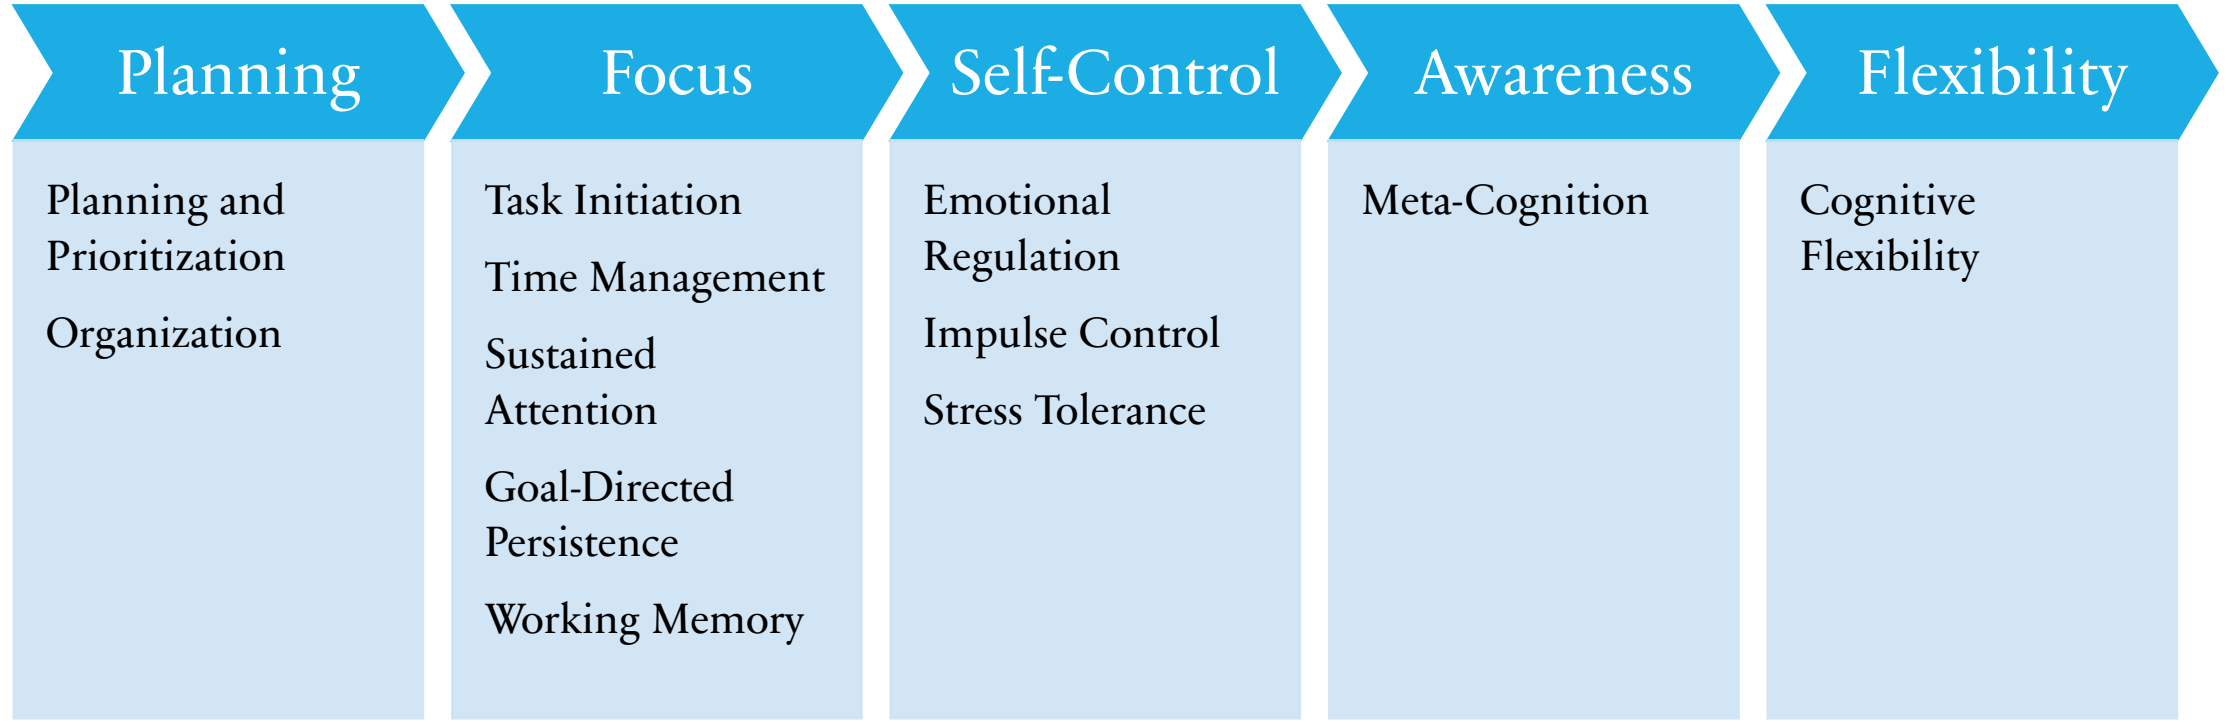 Planning
Planning and
Prioritization
Organization
Focus
Task Initiation
Time Management
Sustained
Attention
Goal-Directed
Persistence
Working Memory
Self-Control
Emotional
Regulation
Impulse Control
Stress Tolerance
Awareness
Meta-Cognition
Flexibility
Cognitive
Flexibility